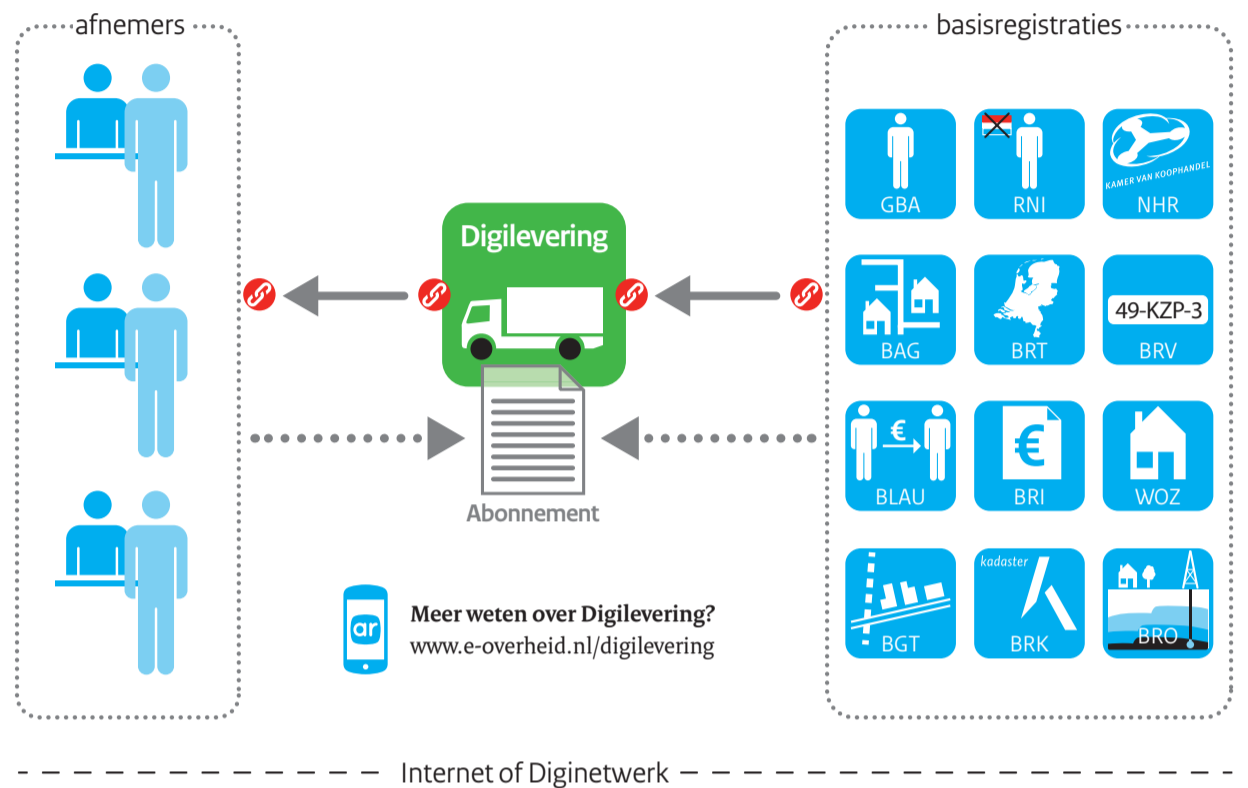 afnemers
basisregistraties
GBA
RNI
KAMER VAN KOOPHANDEL
NHR
Digilevering
BAG
BRT
49-KZP-3
BRV
€
BLAU
€
BRI
WOZ
Abonnement
ar
Meer weten over Digilevering?
www.e-overheid.nl/digilevering
BGT
kadaster
BRK
BRO
Internet of Diginetwerk